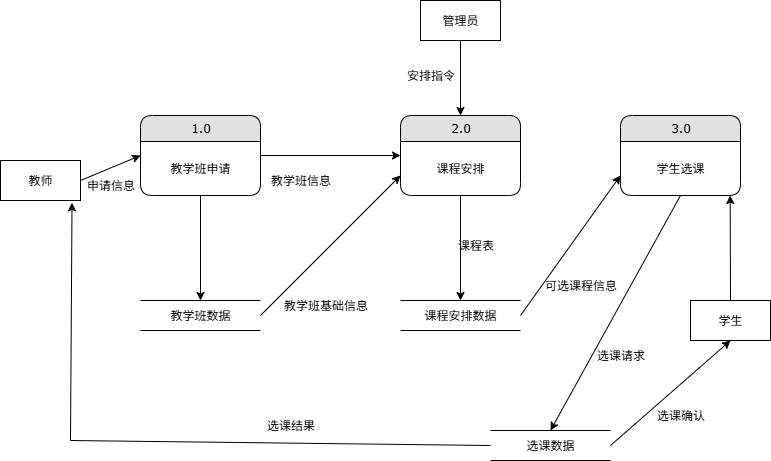 管理员
安排指令
1.0
2.0
3.0
教学班申请
课程安排
学生选课
教师
申请信息
教学班信息
课程表
可选课程信息
教学班基础信息
教学班数据
课程安排数据
学生
选课请求
选课确认
选课结果
选课数据